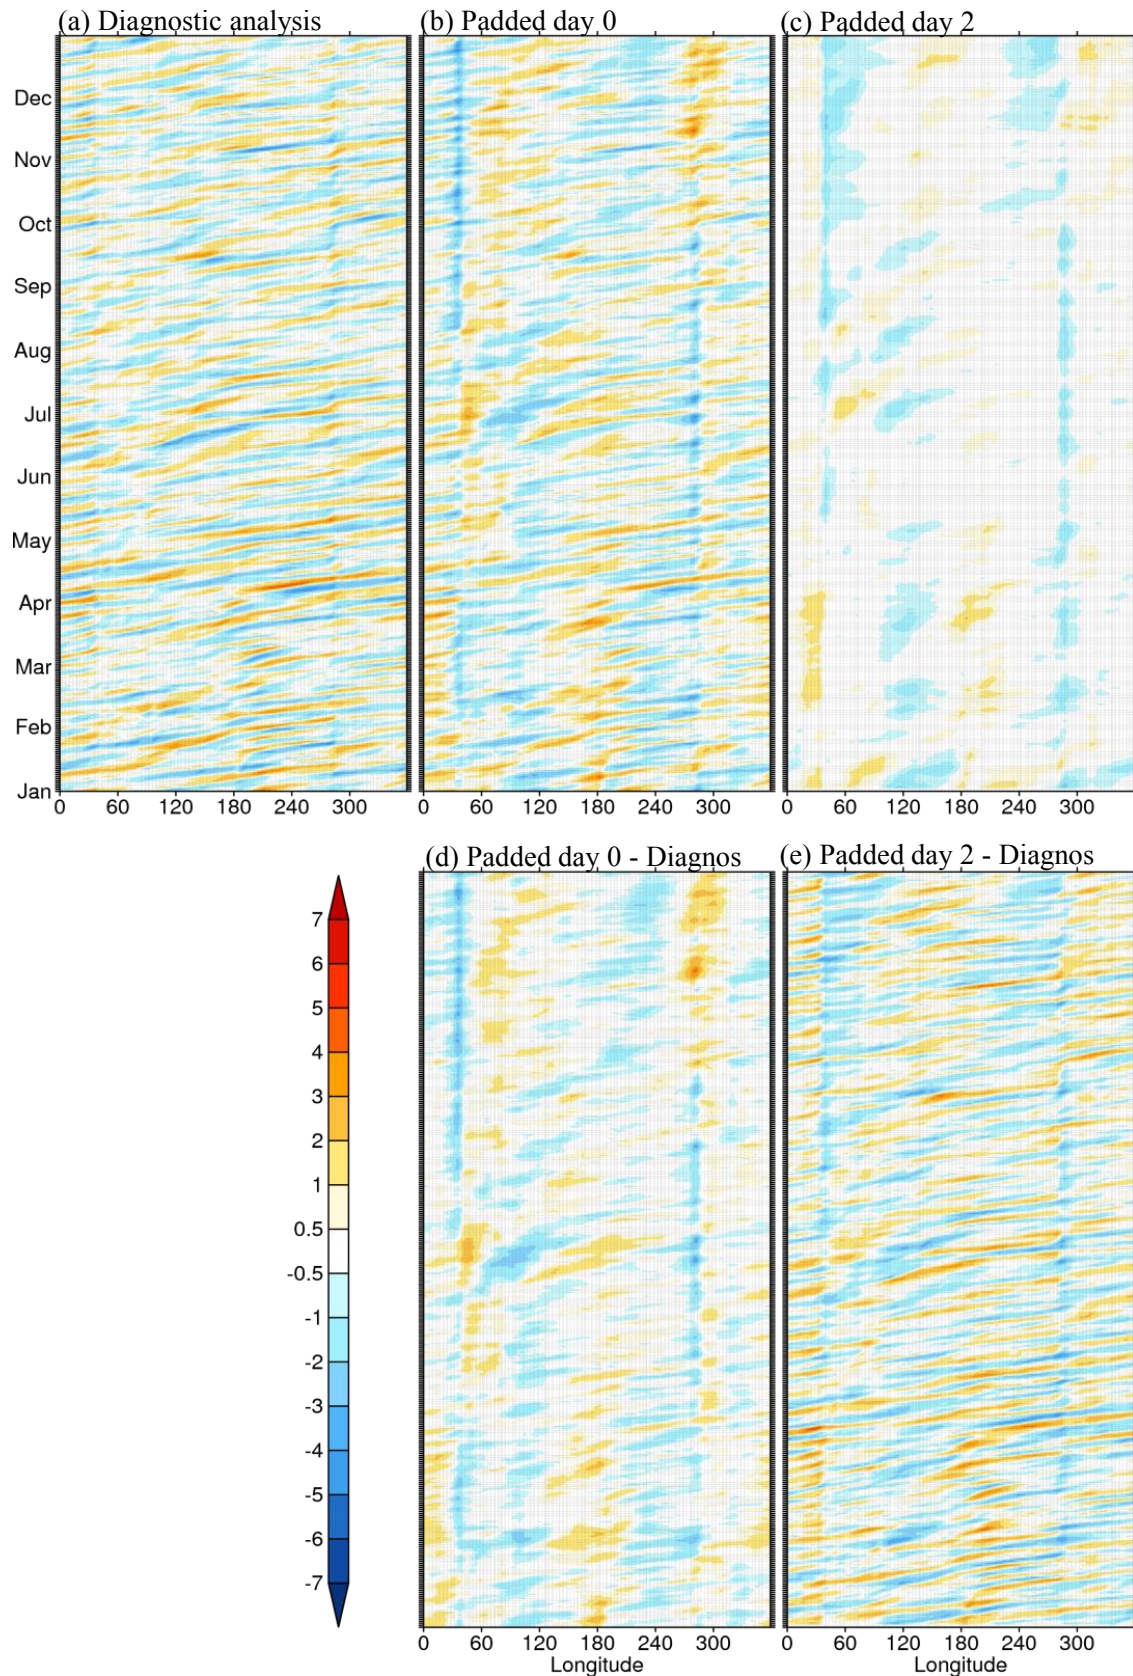 (a) Diagnostic analysis (b) Padded day 0 (c) Padded day 2
Dec
Nov
Oct
Sep
Aug
Jul
Jun
May
Apr
Mar
Feb
Jan
0 60 120 180 240 300 0 60 120 180 240 300 0 60 120 180 240 300
(d) Padded day 0 - Diagnos (e) Padded day 2 - Diagnos
7
6
5
4
3
2
1
0.5
-0.5
-1
-2
-3
-4
-5
-6
-7
0 60 120 180 240 300 0 60 120 180 240 300
Longitude Longitude